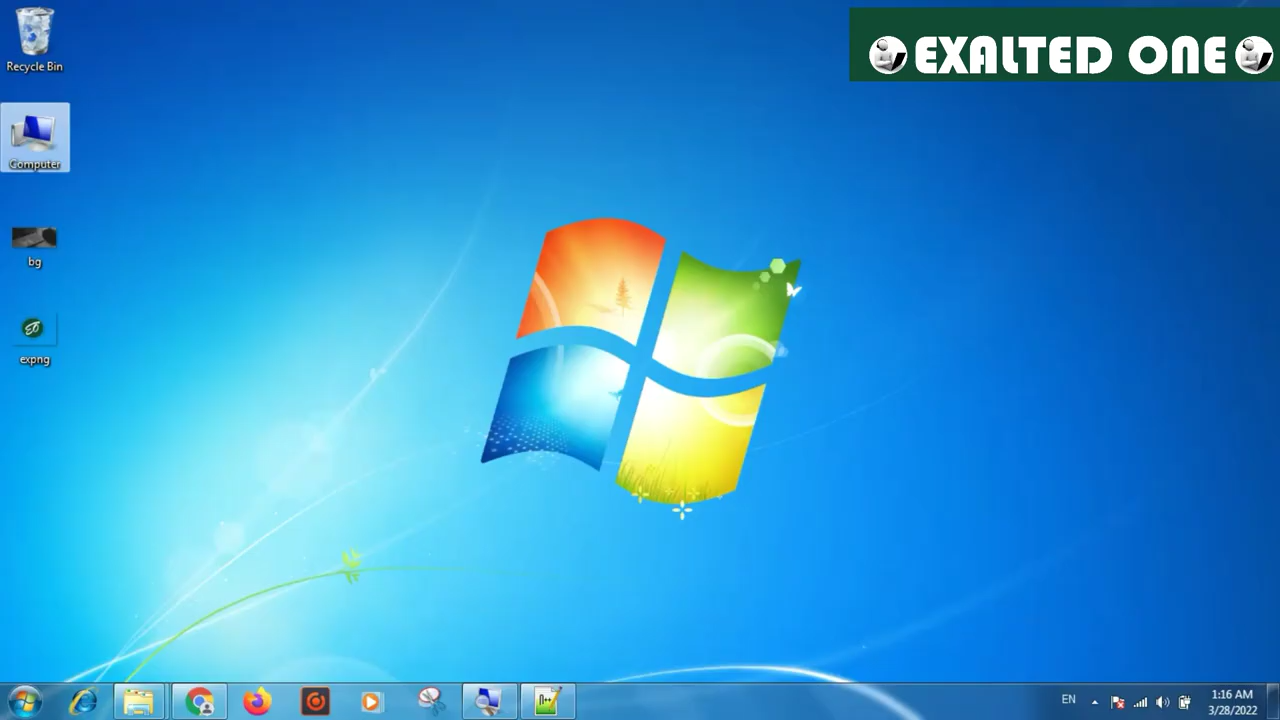 Recycle Bin
EXALTED ONE
Computer
bg
expng
EN
1:16 AM
3/28/2022